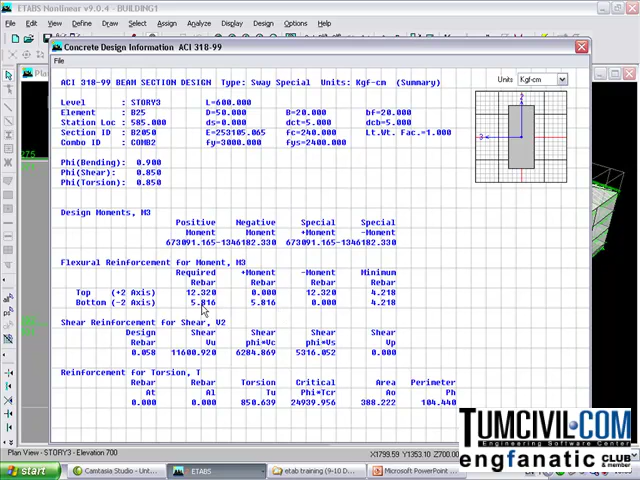 ETABS Nonlinear v9.0.4 - BUILDING1
File Edit View Define Draw Select Assign Analyze Display Design Options Help
Concrete Design Information ACI 318-99
File
ACI 318-99 BEAM SECTION DESIGN Type: Sway Special Units: Kgf-cm (Summary)
Units Kgf-cm
Level : STORY3 L=600.000
Element : B25 D=50.000 B=20.000 bf=20.000
Station Loc : 585.000 ds=0.000 dct=5.000 dcb=5.000
Section ID : B2050 E=253105.065 fc=240.000 Lt.Wt. Fac.=1.000
Combo ID : COMB2 fy=3000.000 fys=2400.000
Phi(Bending): 0.900
Phi(Shear): 0.850
Phi(Torsion): 0.850
Design Moments, M3
Positive Negative Special Special
Moment Moment +Moment -Moment
673091.165-1346182.330 673091.165-1346182.330
Flexural Reinforcement for Moment, M3
Required +Moment -Moment Minimum
Rebar Rebar Rebar Rebar
Top (+2 Axis) 12.320 0.000 12.320 4.218
Bottom (-2 Axis) 5.816 5.816 0.000 4.218
Shear Reinforcement for Shear, V2
Design Shear Shear Shear Shear
Rebar Vu phi*Vc phi*Vs Vp
0.058 11600.920 6284.869 5316.052 0.000
Reinforcement for Torsion, T
Rebar Rebar Torsion Critical Area Perimeter
At Al Tu Phi*Tcr Ao Ph
0.000 0.000 850.639 24939.956 388.222 104.440
TUMCIVIL.COM
Engineering Software Center
engfanatic CLUB
& member
Plan View - STORY3 - Elevation 700 X1799.59 Y1353.10 Z700.00
start Camtasia Studio - Unt... ETABS etab training (9-10 D... Microsoft PowerPoint ...